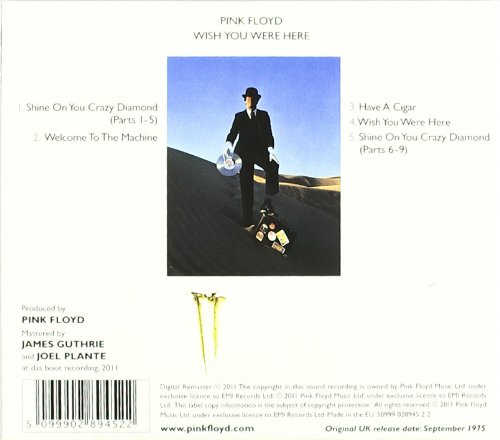 PINK FLOYD
WISH YOU WERE HERE
1. Shine On You Crazy Diamond
(Parts 1-5)
2. Welcome To The Machine
3. Have A Cigar
4. Wish You Were Here
5. Shine On You Crazy Diamond
(Parts 6-9)
Produced by
PINK FLOYD
Mastered by
JAMES GUTHRIE
and JOEL PLANTE
at das boot recording, 2011
5 099902 894522
Digital Remaster ℗ 2011 The copyright in this sound recording is owned by Pink Floyd Music Ltd. under
exclusive licence to EMI Records Ltd. © 2011 Pink Floyd Music Ltd. under exclusive licence to EMI Records
Ltd. This label copy information is the subject of copyright protection. All rights reserved. © 2011 Pink Floyd
Music Ltd. under exclusive licence to EMI Records Ltd. Made in the EU. 50999 028945 2 2
www.pinkfloyd.com
Original UK release date: September 1975